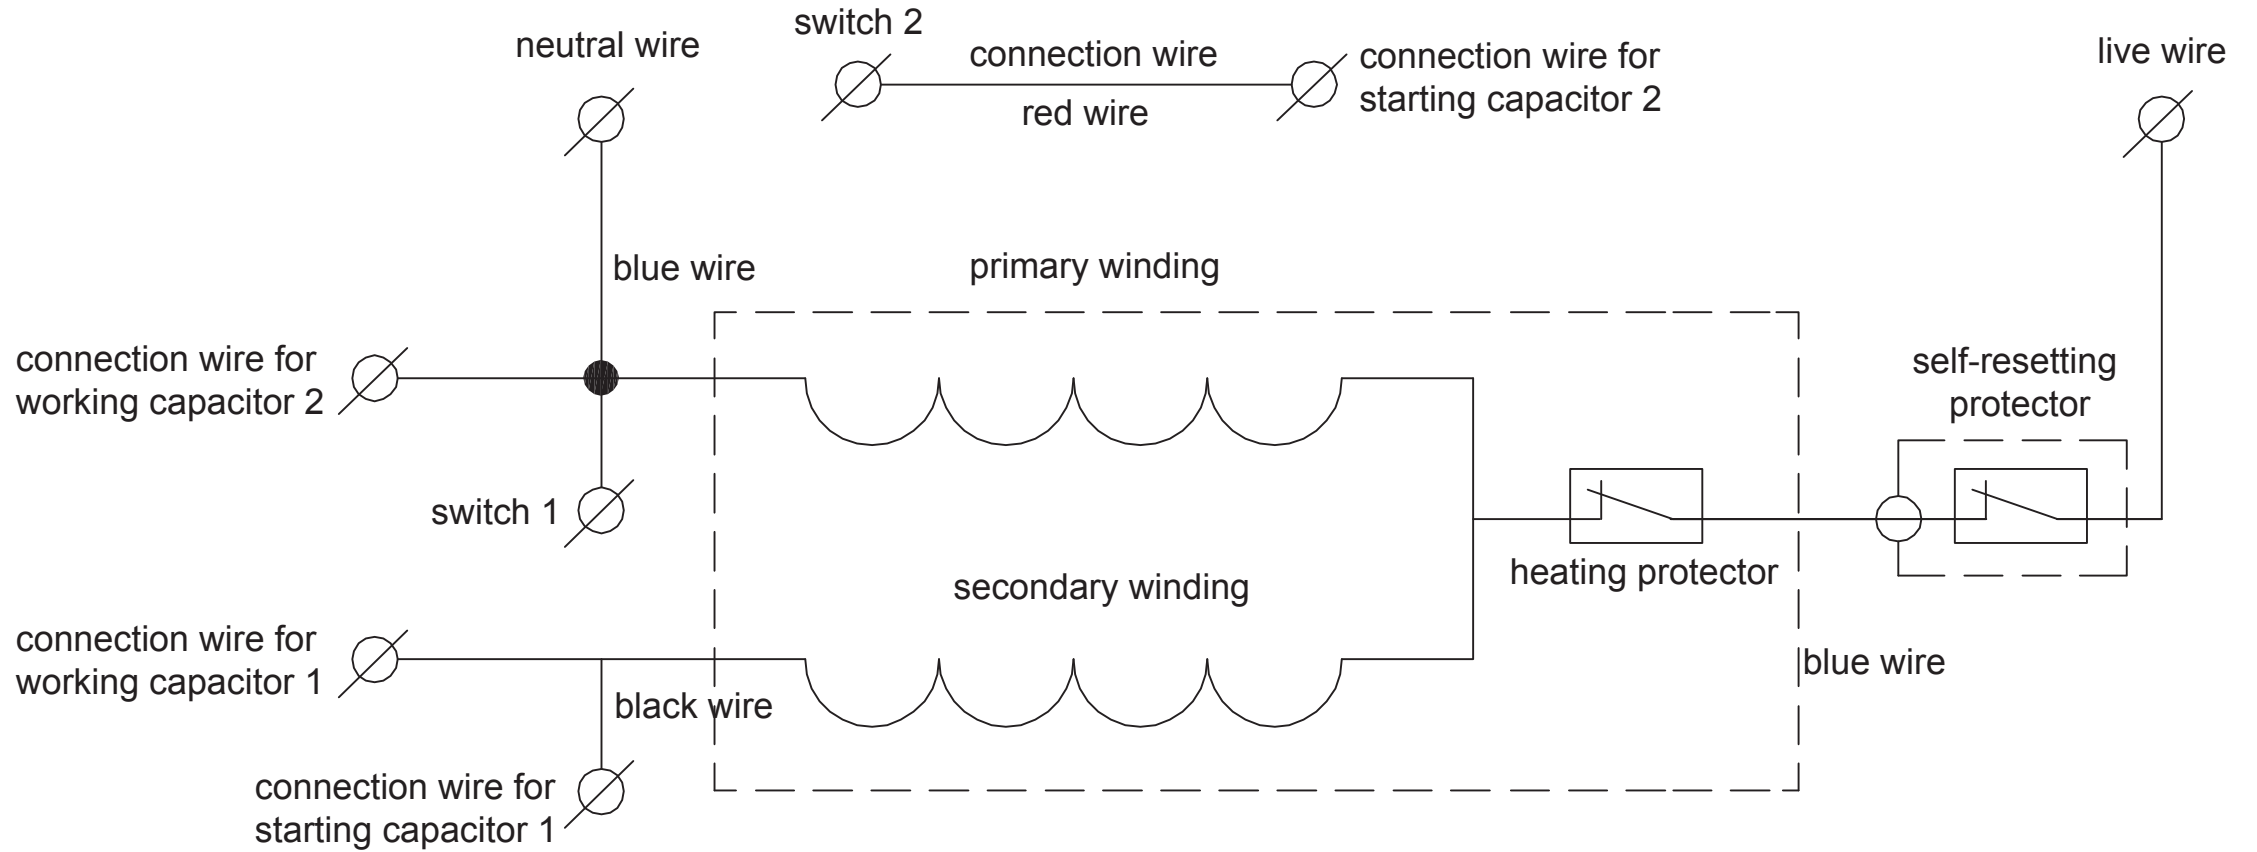 switch 2
neutral wire
connection wire
connection wire for
starting capacitor 2
live wire
red wire
blue wire
primary winding
connection wire for
working capacitor 2
self-resetting
protector
switch 1
heating protector
secondary winding
connection wire for
working capacitor 1
blue wire
black wire
connection wire for
starting capacitor 1